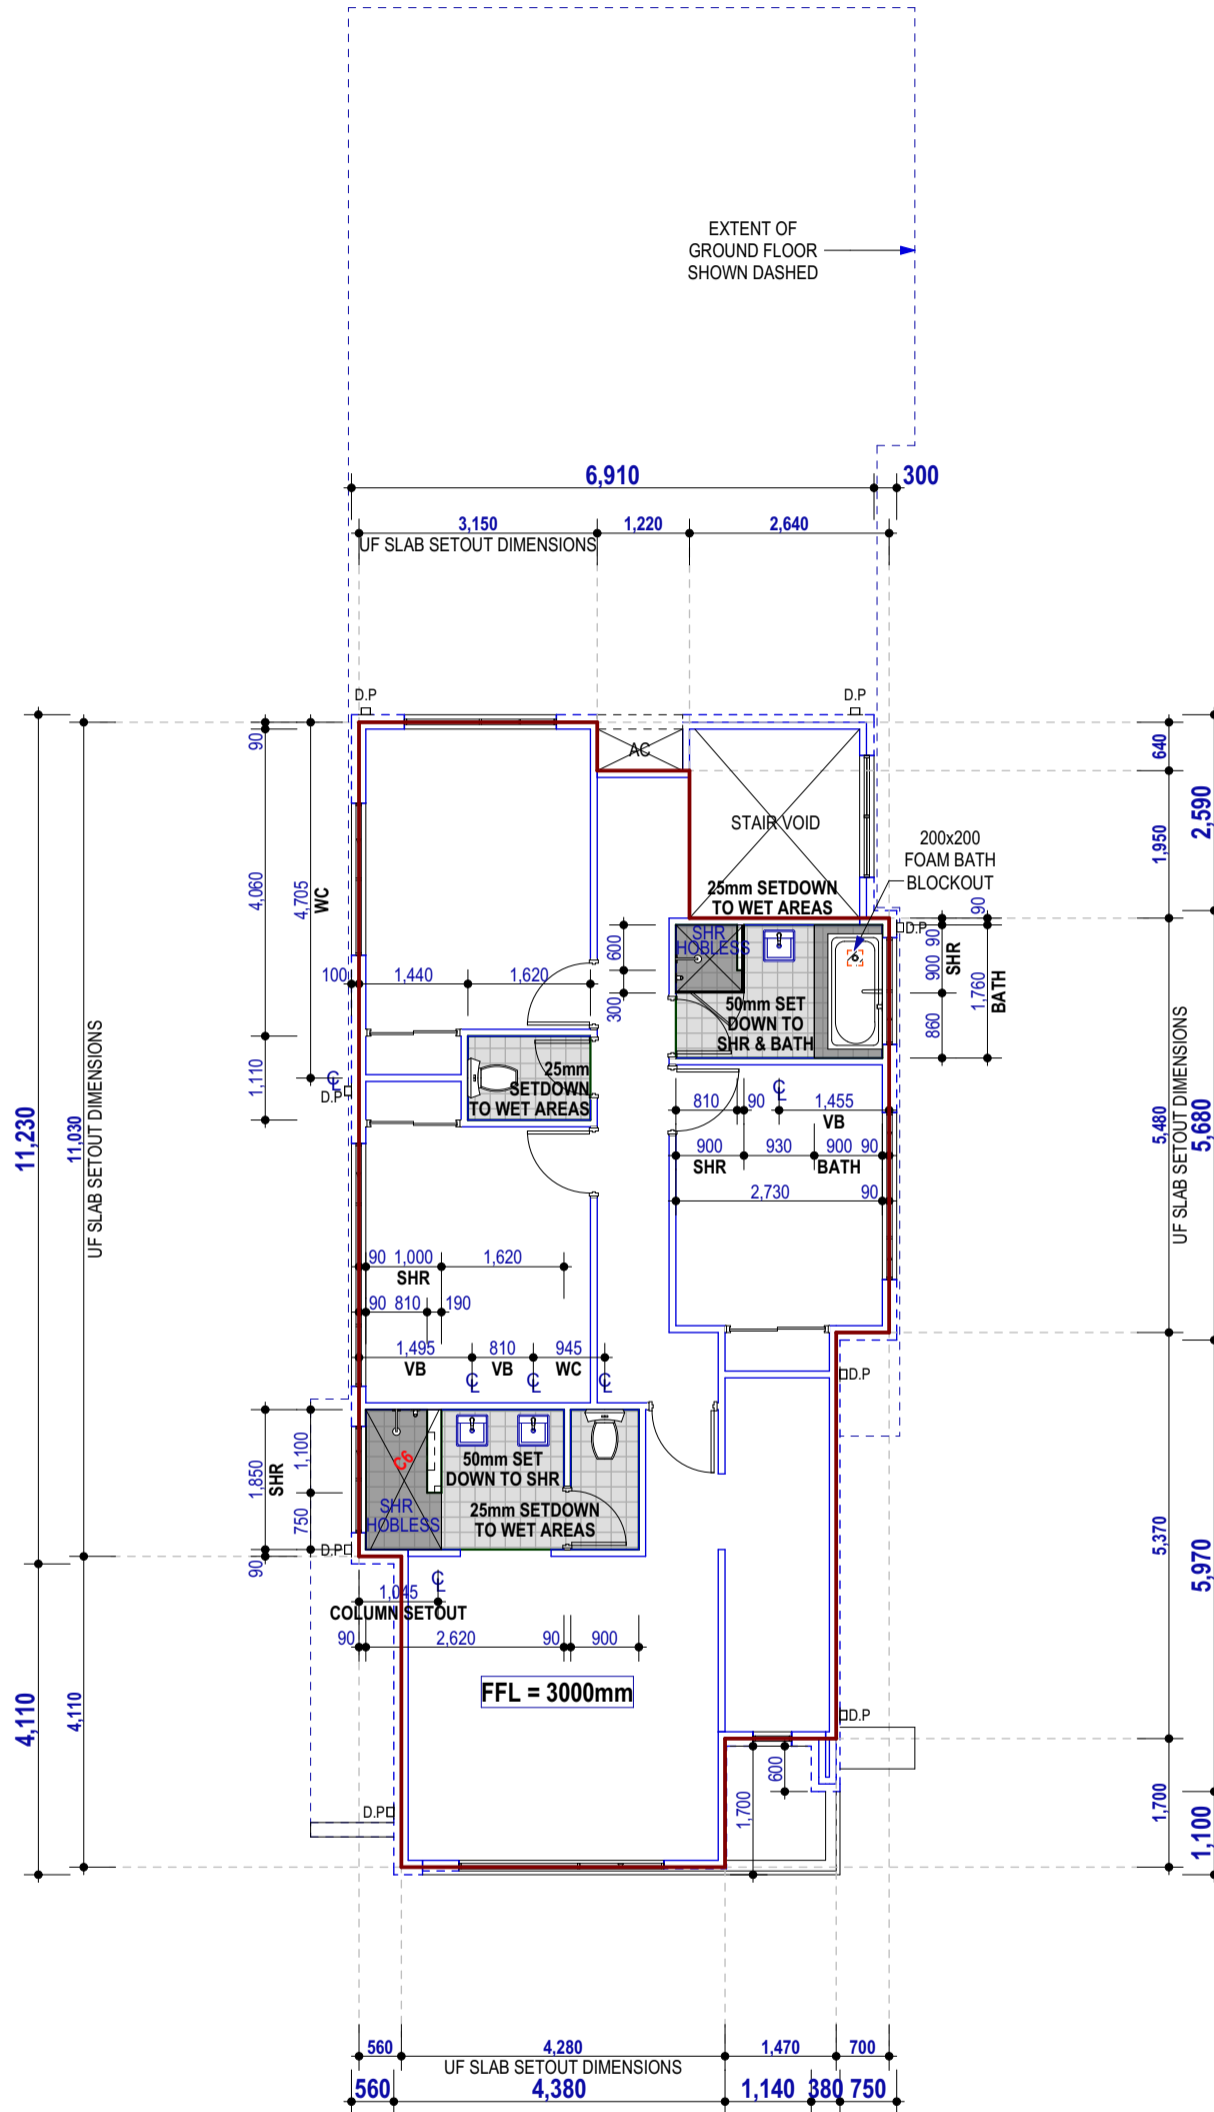 EXTENT OF
GROUND FLOOR
SHOWN DASHED
6,910
300
3,150
1,220
2,640
UF SLAB SETOUT DIMENSIONS
D.P
D.P
AC
STAIR VOID
200x200
FOAM BATH
BLOCKOUT
25mm SETDOWN
TO WET AREAS
90
4,060
1,110
4,705
WC
100
1,440
1,620
600
300
SHR
HOBLESS
50mm SET
DOWN TO
SHR & BATH
D.P
90
90
900
860
SHR
1,760
BATH
640
1,950
2,590
5,480
5,680
UF SLAB SETOUT DIMENSIONS
11,230
11,030
UF SLAB SETOUT DIMENSIONS
℄
D.P
25mm
SETDOWN
TO WET AREAS
810
90
℄
1,455
VB
900
930
900
90
SHR
BATH
2,730
90
90
1,000
1,620
SHR
90
810
190
1,495
810
945
VB
VB
WC
℄
℄
℄
D.P
1,850
SHR
1,100
750
90
D.P
C6
SHR
HOBLESS
50mm SET
DOWN TO SHR
25mm SETDOWN
TO WET AREAS
℄
1,045
COLUMN SETOUT
90
2,620
90
900
FFL = 3000mm
5,370
5,970
4,110
4,110
D.P
D.P
600
1,700
1,700
1,100
560
4,280
1,470
700
UF SLAB SETOUT DIMENSIONS
560
4,380
1,140
380
750